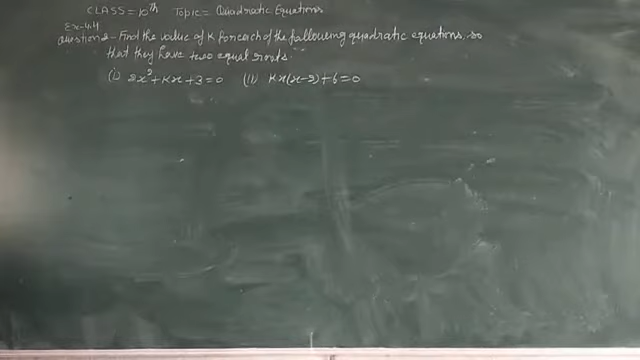 CLASS = 10th Topic = Quadratic Equations
Ex-4.4
Question 2 - Find the value of K for each of the following quadratic equations, so
that they have two equal roots.
(i) 2x² + Kx + 3 = 0 (ii) Kx(x-2) + 6 = 0